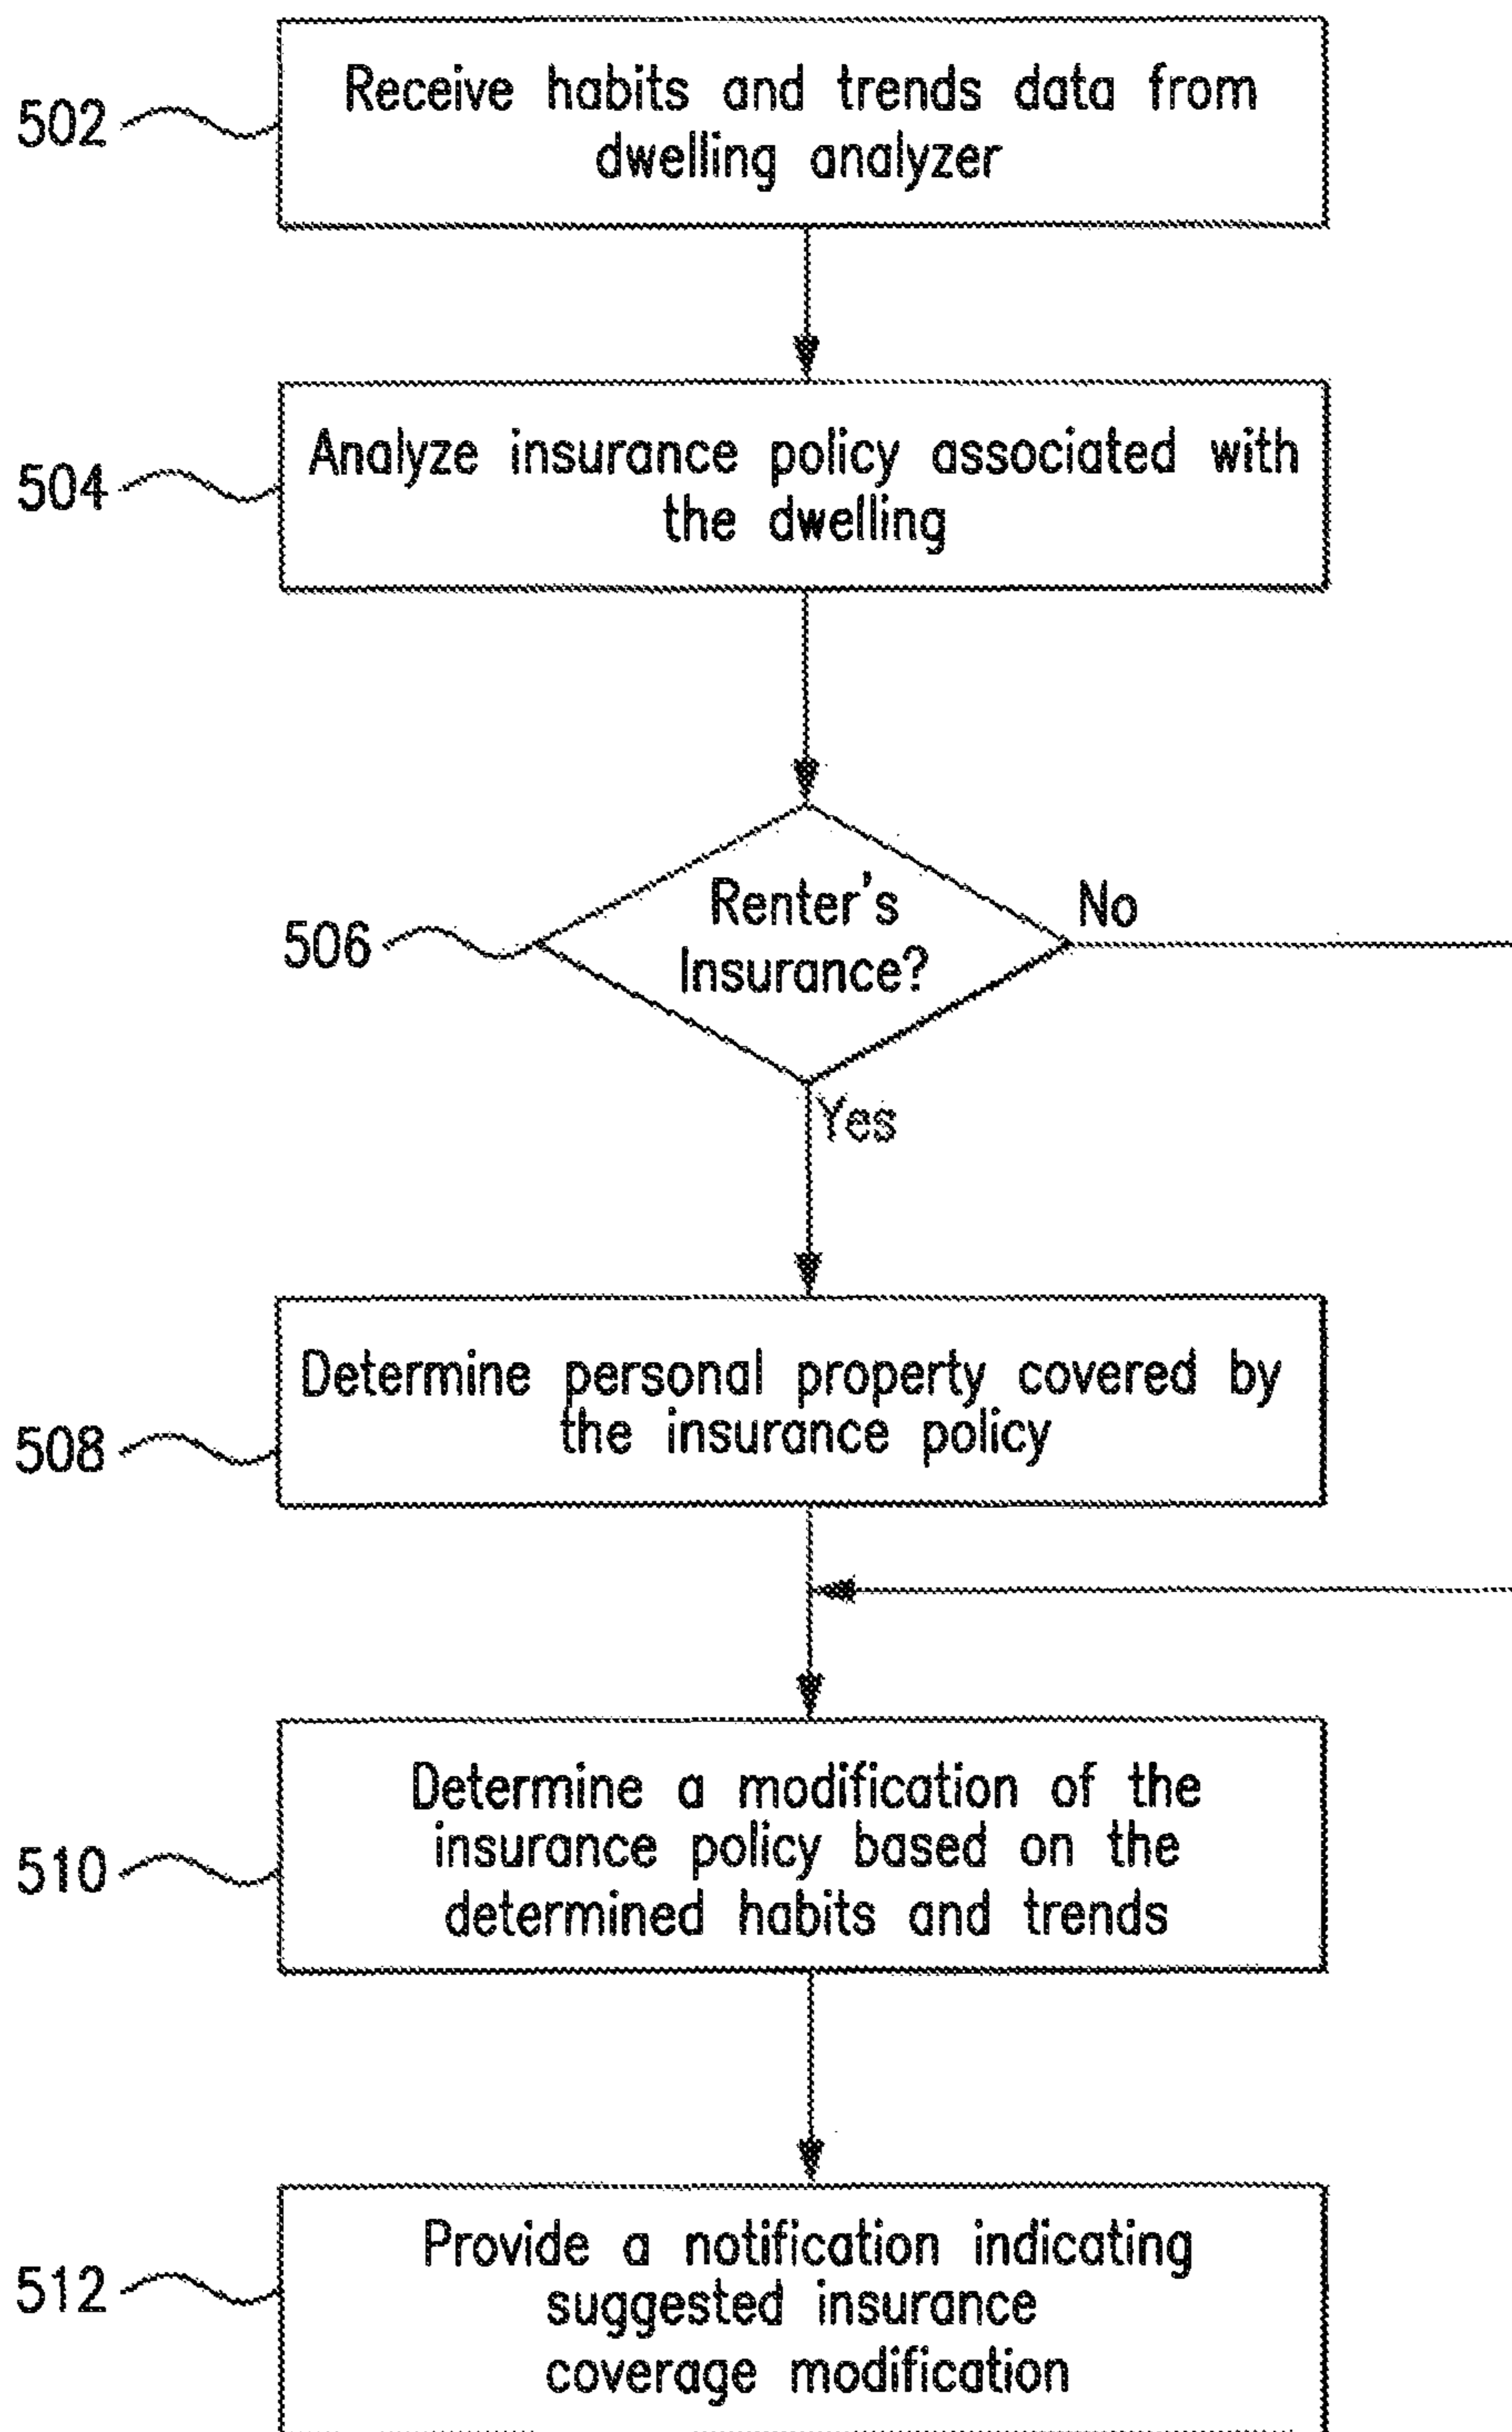 502
Receive habits and trends data from
dwelling analyzer
504
Analyze insurance policy associated with
the dwelling
506
Renter's
Insurance?
No
Yes
508
Determine personal property covered by
the insurance policy
510
Determine a modification of the
insurance policy based on the
determined habits and trends
512
Provide a notification indicating
suggested insurance
coverage modification